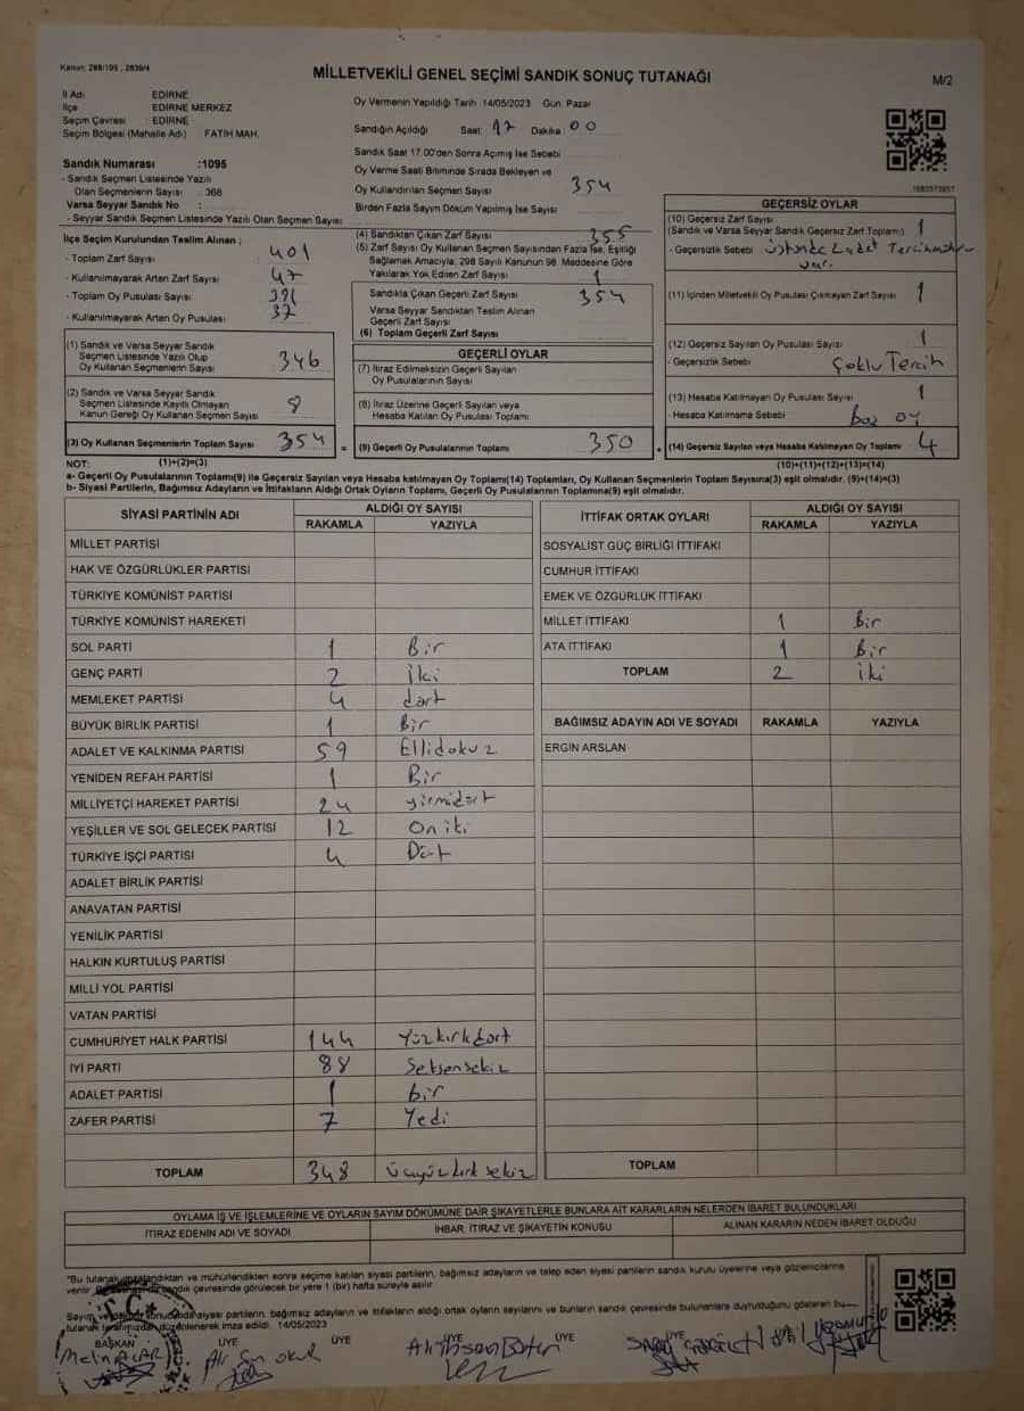 Kanun: 298/105 , 2839/4
MİLLETVEKİLİ GENEL SEÇİMİ SANDIK SONUÇ TUTANAĞI
M/2
İl Adı EDİRNE
İlçe EDİRNE MERKEZ
Seçim Çevresi EDİRNE
Seçim Bölgesi (Mahalle Adı) FATİH MAH.
Sandık Numarası :1095
- Sandık Seçmen Listesinde Yazılı
Olan Seçmenlerin Sayısı : 368
Varsa Seyyar Sandık No :
- Seyyar Sandık Seçmen Listesinde Yazılı Olan Seçmen Sayısı
Oy Vermenin Yapıldığı Tarih 14/05/2023 Gün: Pazar
Sandığın Açıldığı Saat: 17 Dakika 00
Sandık Saat 17.00'den Sonra Açımış İse Sebebi
Oy Verme Saati Bitiminde Sırada Bekleyen ve
Oy Kullandırılan Seçmen Sayısı 354
Birden Fazla Sayım Döküm Yapılmış İse Sayısı
İlçe Seçim Kurulundan Teslim Alınan ;
- Toplam Zarf Sayısı : 401
- Kullanılmayarak Artan Zarf Sayısı : 47
- Toplam Oy Pusulası Sayısı : 391
- Kullanılmayarak Artan Oy Pusulası : 37
(1) Sandık ve Varsa Seyyar Sandık
Seçmen Listesinde Yazılı Olup
Oy Kullanan Seçmenlerin Sayısı 346
(2) Sandık ve Varsa Seyyar Sandık
Seçmen Listesinde Kayıtlı Olmayan
Kanun Gereği Oy Kullanan Seçmen Sayısı 8
(3) Oy Kullanan Seçmenlerin Toplam Sayısı 354
(1)+(2)=(3)
(4) Sandıktan Çıkan Zarf Sayısı 355
(5) Zarf Sayısı Oy Kullanan Seçmen Sayısından Fazla İse, Eşitliği
Sağlamak Amacıyla, 298 Sayılı Kanunun 98. Maddesine Göre
Yakılarak Yok Edilen Zarf Sayısı 1
Sandıkta Çıkan Geçerli Zarf Sayısı 354
Varsa Seyyar Sandıktan Teslim Alınan
Geçerli Zarf Sayısı
(6) Toplam Geçerli Zarf Sayısı
GEÇERLİ OYLAR
(7) İtiraz Edilmeksizin Geçerli Sayılan
Oy Pusulalarının Sayısı
(8) İtiraz Üzerine Geçerli Sayılan veya
Hesaba Katılan Oy Pusulası Toplamı
= (9) Geçerli Oy Pusulalarının Toplamı 350
GEÇERSİZ OYLAR
(10) Geçersiz Zarf Sayısı
(Sandık ve Varsa Seyyar Sandık Geçersiz Zarf Toplamı) 1
- Geçersizlik Sebebi
var.
(11) İçinden Milletvekili Oy Pusulası Çıkmayan Zarf Sayısı 1
(12) Geçersiz Sayılan Oy Pusulası Sayısı 1
- Geçersizlik Sebebi Çoklu Tercih
(13) Hesaba Katılmayan Oy Pusulası Sayısı 1
- Hesaba Katılmama Sebebi boş oy
(14) Geçersiz Sayılan veya Hesaba Katılmayan Oy Toplamı 4
(10)+(11)+(12)+(13)=(14)
NOT:
a- Geçerli Oy Pusulalarının Toplamı(9) ile Geçersiz Sayılan veya Hesaba katılmayan Oy Toplamı(14) Toplamları, Oy Kullanan Seçmenlerin Toplam Sayısına(3) eşit olmalıdır. (9)+(14)=(3)
b- Siyasi Partilerin, Bağımsız Adayların ve İttifakların Aldığı Ortak Oyların Toplamı, Geçerli Oy Pusulalarının Toplamına(9) eşit olmalıdır.
SİYASİ PARTİNİN ADI ALDIĞI OY SAYISI
RAKAMLA YAZIYLA
MİLLET PARTİSİ
HAK VE ÖZGÜRLÜKLER PARTİSİ
TÜRKİYE KOMÜNİST PARTİSİ
TÜRKİYE KOMÜNİST HAREKETİ
SOL PARTİ 1 Bir
GENÇ PARTİ 2 iki
MEMLEKET PARTİSİ 4 dört
BÜYÜK BİRLİK PARTİSİ 1 Bir
ADALET VE KALKINMA PARTİSİ 59 Ellidokuz
YENİDEN REFAH PARTİSİ 1 Bir
MİLLİYETÇİ HAREKET PARTİSİ 24 yirmidört
YEŞİLLER VE SOL GELECEK PARTİSİ 12 Oniki
TÜRKİYE İŞÇİ PARTİSİ 4 Dört
ADALET BİRLİK PARTİSİ
ANAVATAN PARTİSİ
YENİLİK PARTİSİ
HALKIN KURTULUŞ PARTİSİ
MİLLİ YOL PARTİSİ
VATAN PARTİSİ
CUMHURİYET HALK PARTİSİ 144 Yüzkırkdört
İYİ PARTİ 88 Seksensekiz
ADALET PARTİSİ 1 bir
ZAFER PARTİSİ 7 Yedi
TOPLAM 348 Üçyüzkırksekiz
İTTİFAK ORTAK OYLARI ALDIĞI OY SAYISI
RAKAMLA YAZIYLA
SOSYALİST GÜÇ BİRLİĞİ İTTİFAKI
CUMHUR İTTİFAKI
EMEK VE ÖZGÜRLÜK İTTİFAKI
MİLLET İTTİFAKI 1 Bir
ATA İTTİFAKI 1 Bir
TOPLAM 2 iki
BAĞIMSIZ ADAYIN ADI VE SOYADI RAKAMLA YAZIYLA
ERGİN ARSLAN
TOPLAM
OYLAMA İŞ VE İŞLEMLERİNE VE OYLARIN SAYIM DÖKÜMÜNE DAİR ŞİKAYETLERLE BUNLARA AİT KARARLARIN NELERDEN İBARET BULUNDUKLARI
İTİRAZ EDENİN ADI VE SOYADI İHBAR, İTİRAZ VE ŞİKAYETİN KONUSU ALINAN KARARIN NEDEN İBARET OLDUĞU
"Bu tutanak imzalandıktan ve mühürlendikten sonra seçime katılan siyasi partilerin, bağımsız adayların ve talep eden siyasi partilerin sandık kurulu üyelerine veya gözlemcilerine
verilir. sandık çevresinde görülecek bir yere 1 (bir) hafta süreyle asılır.
Sayım sonucunda siyasi partilerin, bağımsız adayların ve ittifakların aldığı ortak oyların sayılarını ve bunların sandık çevresinde bulunanlara duyrulduğunu gösteren bu
tutanak tarafımızdan düzenlenerek imza edildi. 14/05/2023
T.C.
BAŞKAN ÜYE ÜYE ÜYE ÜYE ÜYE